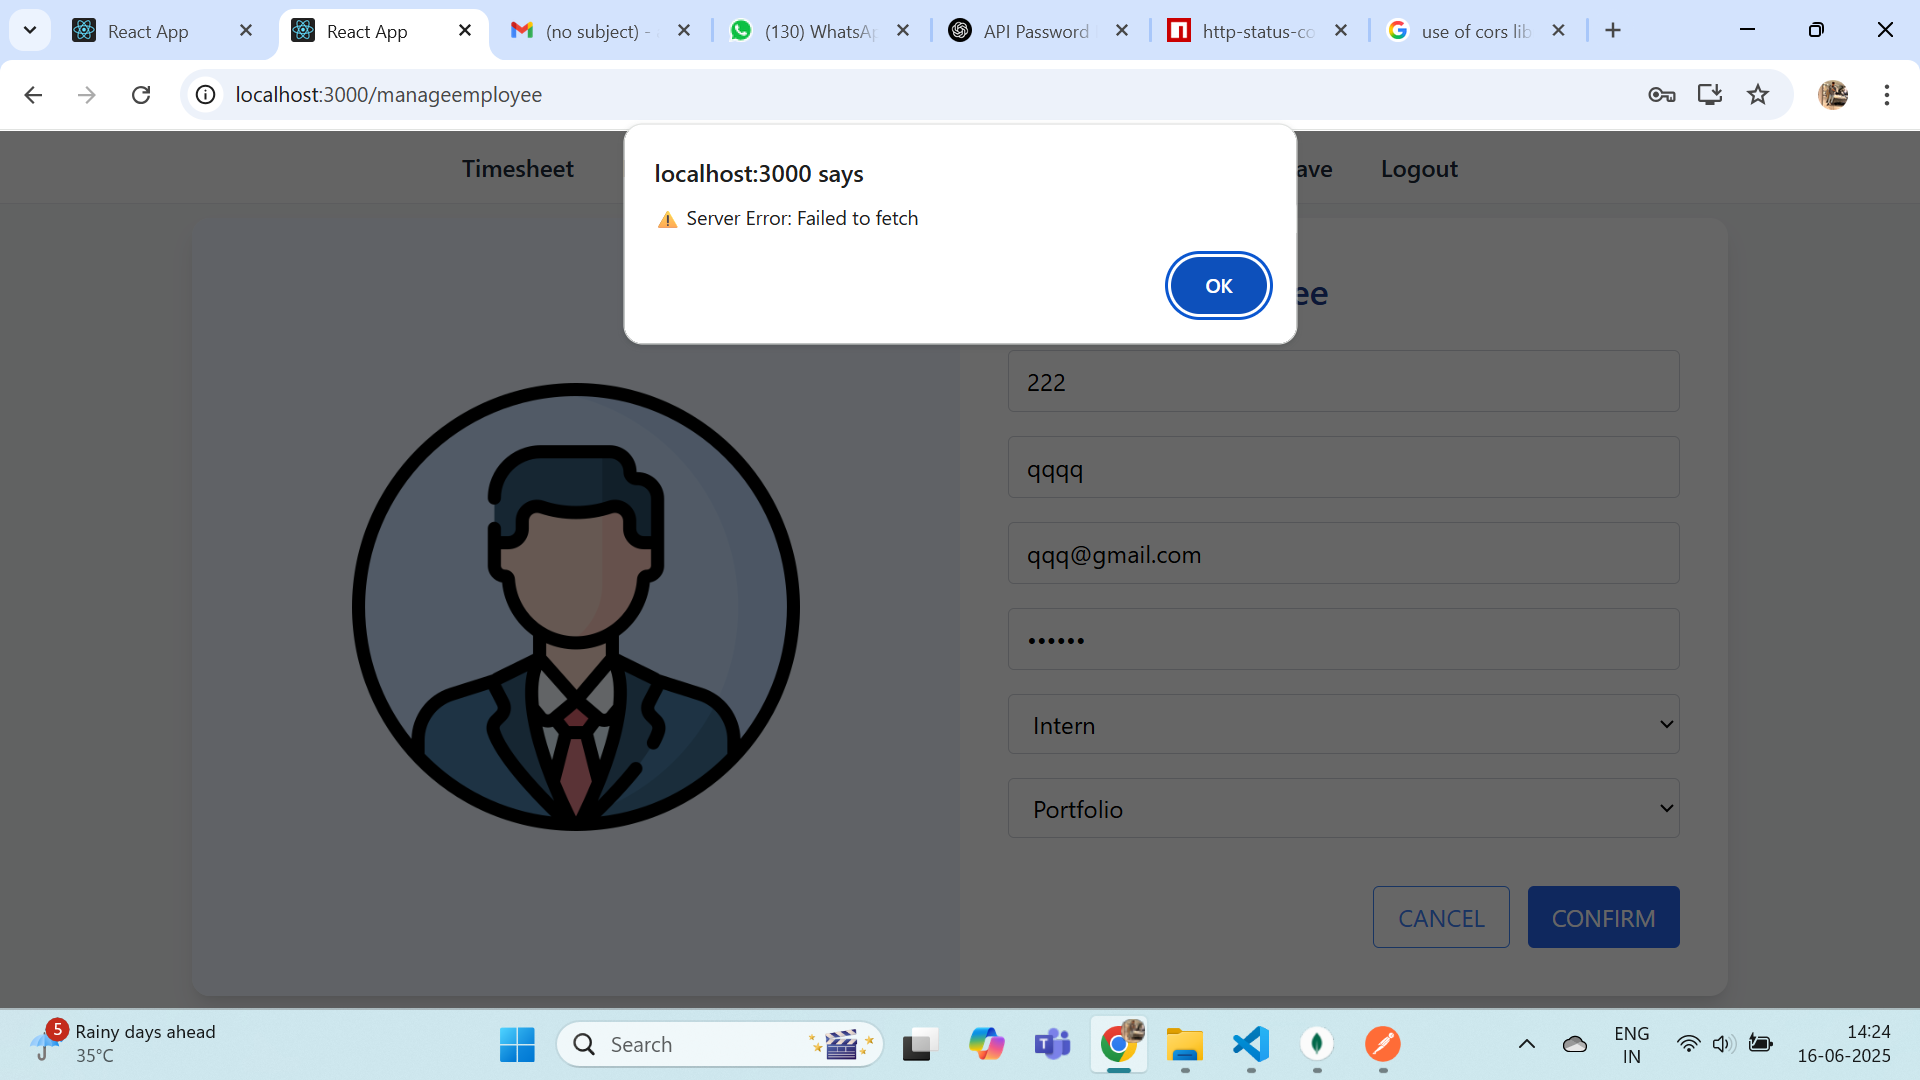 React App
React App
(no subject) -
(130) WhatsAp
API Password
http-status-co
use of cors lib
localhost:3000/manageemployee
Timesheet
ave
Logout
localhost:3000 says
⚠ Server Error: Failed to fetch
OK
ee
222
qqqq
qqq@gmail.com
••••••
Intern
Portfolio
CANCEL
CONFIRM
5
Rainy days ahead
35°C
Search
ENG
IN
14:24
16-06-2025